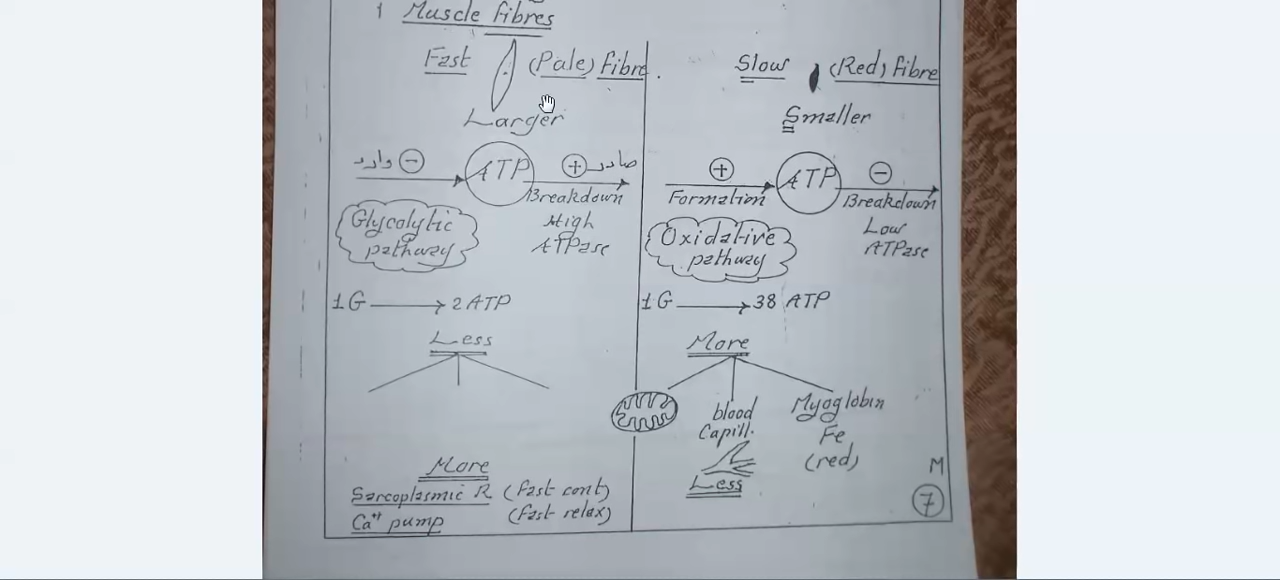 1 Muscle fibres
Fast (Pale) fibre.
Larger
وارد - ATP + صادر
Breakdown
High
ATPase
Glycolytic
pathway
1 G → 2 ATP
Less
More
Sarcoplasmic R (fast cont)
Ca++ pump (fast relax)
Slow (Red) fibre
Smaller
+ ATP -
Formation Breakdown
Low
ATPase
Oxidative
pathway
1 G → 38 ATP
More
blood
Capill.
Myoglobin
Fe
(red)
Less
M
7